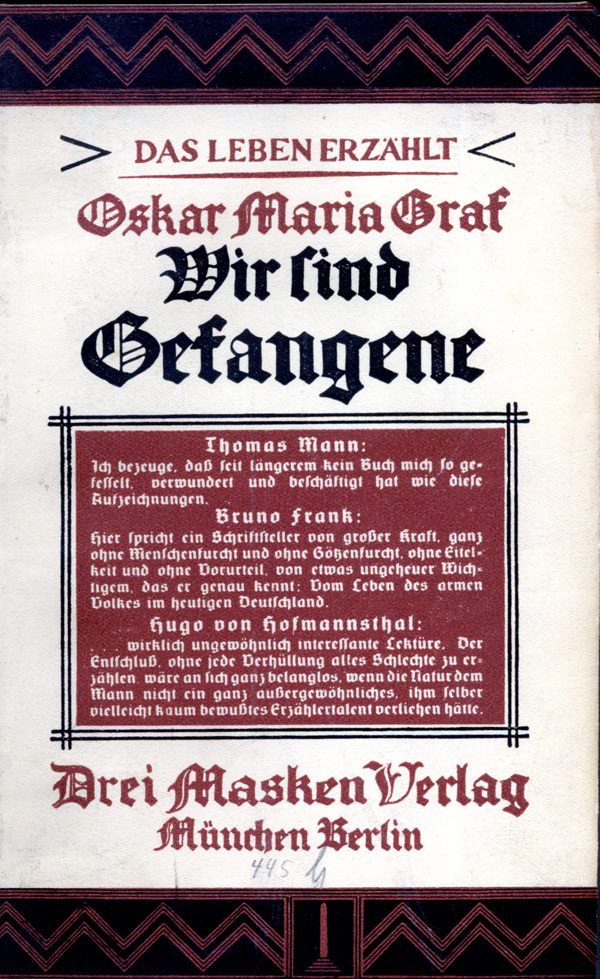 > DAS LEBEN ERZÄHLT <
Oskar Maria Graf
Wir sind
Gefangene
Thomas Mann:
Ich bezeuge, daß seit längerem kein Buch mich so ge-
fesselt, verwundert und beschäftigt hat wie diese
Aufzeichnungen.
Bruno Frank:
Hier spricht ein Schriftsteller von großer Kraft, ganz
ohne Menschenfurcht und ohne Götzenfurcht, ohne Eitel-
keit und ohne Vorurteil, von etwas ungeheuer Wich-
tigem, das er genau kennt: Vom Leben des armen
Volkes im heutigen Deutschland.
Hugo von Hofmannsthal:
. . . wirklich ungewöhnlich interessante Lektüre. Der
Entschluß, ohne jede Verhüllung alles Schlechte zu er-
zählen, wäre an sich ganz belanglos, wenn die Natur dem
Mann nicht ein ganz außergewöhnliches, ihm selber
vielleicht kaum bewußtes Erzählertalent verliehen hätte.
Drei Masken Verlag
München Berlin
445